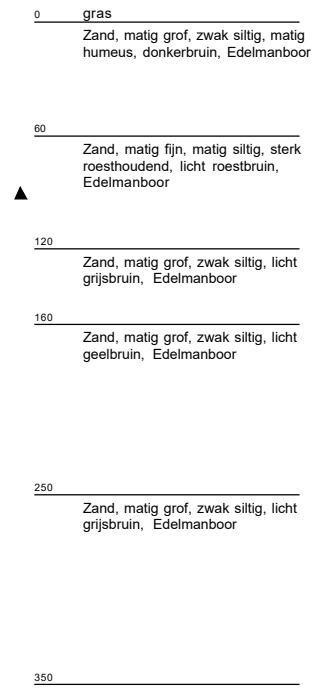 0 gras
Zand, matig grof, zwak siltig, matig
humeus, donkerbruin, Edelmanboor
60
Zand, matig fijn, matig siltig, sterk
roesthoudend, licht roestbruin,
Edelmanboor
120
Zand, matig grof, zwak siltig, licht
grijsbruin, Edelmanboor
160
Zand, matig grof, zwak siltig, licht
geelbruin, Edelmanboor
250
Zand, matig grof, zwak siltig, licht
grijsbruin, Edelmanboor
350